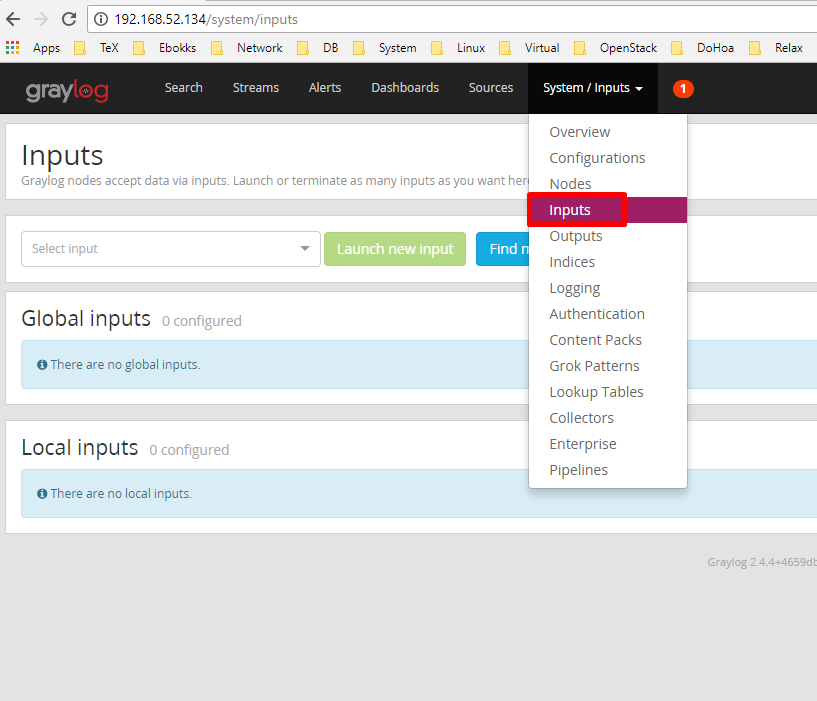 192.168.52.134/system/inputs
Apps TeX Ebokks Network DB System Linux Virtual OpenStack DoHoa Relax
graylog Search Streams Alerts Dashboards Sources System / Inputs 1
Overview
Configurations
Nodes
Inputs
Outputs
Indices
Logging
Authentication
Content Packs
Grok Patterns
Lookup Tables
Collectors
Enterprise
Pipelines
Inputs
Graylog nodes accept data via inputs. Launch or terminate as many inputs as you want here
Select input Launch new input Find
Global inputs 0 configured
There are no global inputs.
Local inputs 0 configured
There are no local inputs.
Graylog 2.4.4+4659db